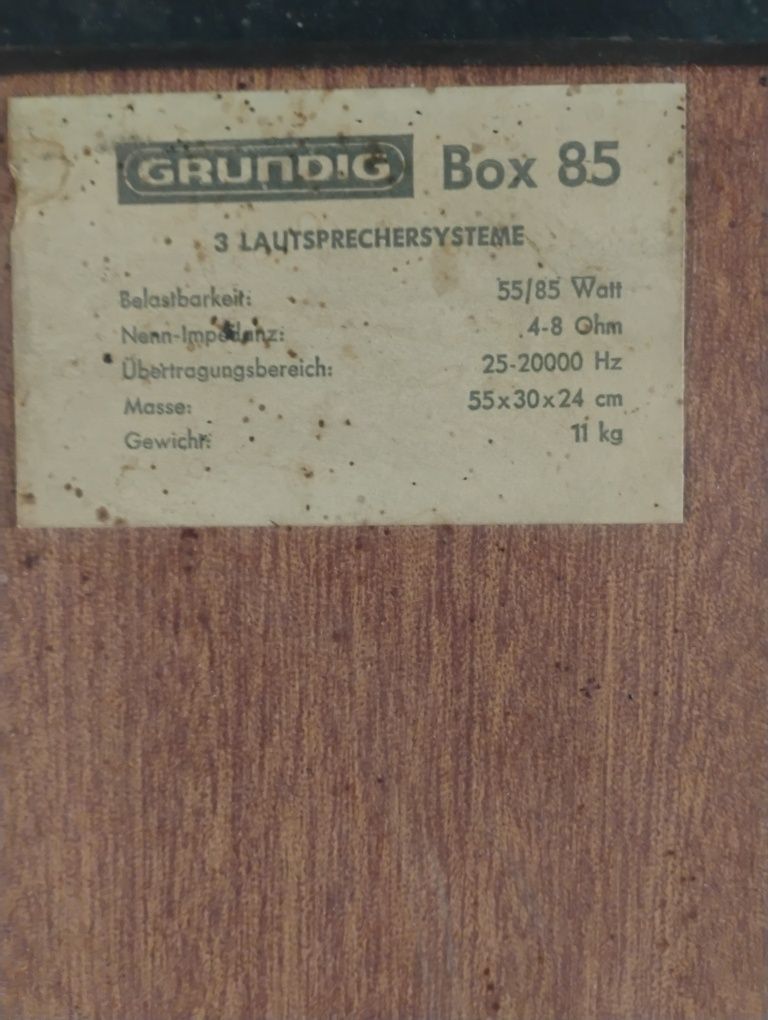 GRUNDIG Box 85
3 LAUTSPRECHERSYSTEME
Belastbarkeit: 55/85 Watt
Nenn-Impedanz: 4-8 Ohm
Übertragungsbereich: 25-20000 Hz
Masse: 55x30x24 cm
Gewicht: 11 kg